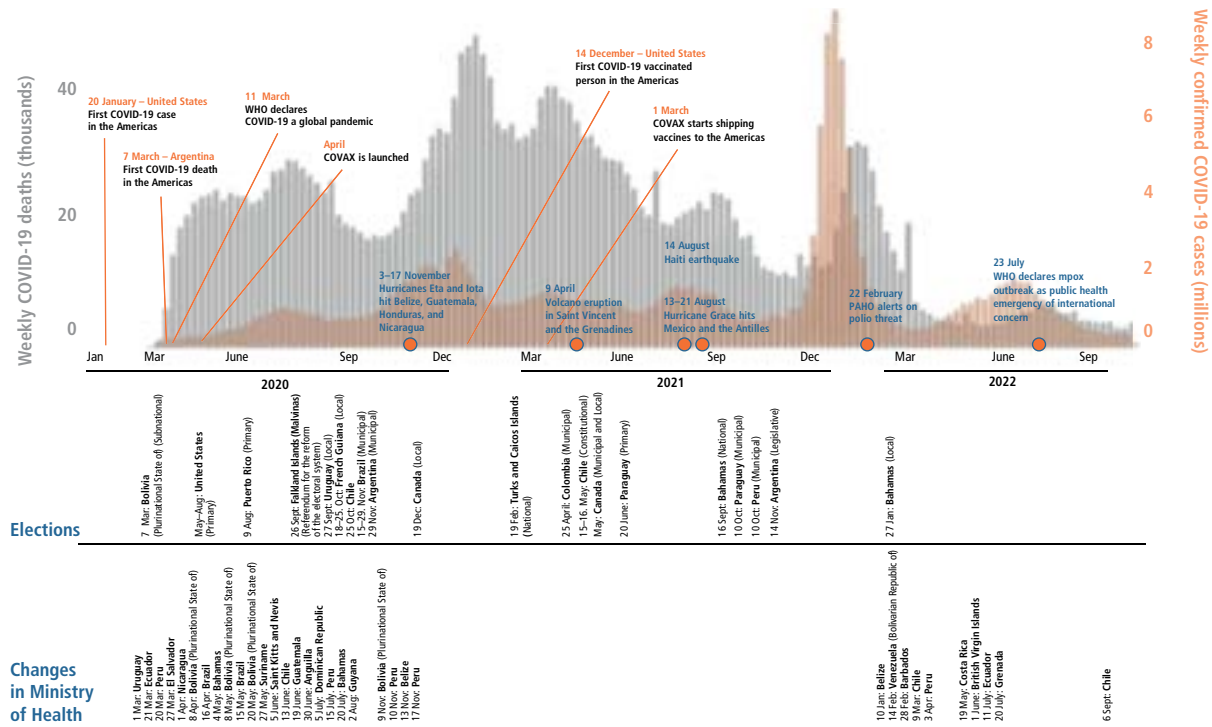 Weekly COVID-19 deaths (thousands)
40
20
0
Weekly confirmed COVID-19 cases (millions)
8
6
4
2
0
20 January – United States
First COVID-19 case
in the Americas
7 March – Argentina
First COVID-19 death
in the Americas
11 March
WHO declares
COVID-19 a global pandemic
April
COVAX is launched
14 December – United States
First COVID-19 vaccinated
person in the Americas
1 March
COVAX starts shipping
vaccines to the Americas
3–17 November
Hurricanes Eta and Iota
hit Belize, Guatemala,
Honduras, and
Nicaragua
9 April
Volcano eruption
in Saint Vincent
and the Grenadines
14 August
Haiti earthquake
13–21 August
Hurricane Grace hits
Mexico and the Antilles
22 February
PAHO alerts on
polio threat
23 July
WHO declares mpox
outbreak as public health
emergency of international
concern
Jan Mar June Sep Dec Mar June Sep Dec Mar June Sep
2020 2021 2022
Elections
7 Mar: Bolivia
(Plurinational State of) (Subnational)
May–Aug: United States
(Primary)
9 Aug: Puerto Rico (Primary)
26 Sept: Falkland Islands (Malvinas)
(Referendum for the reform
of the electoral system)
27 Sept: Uruguay (Local)
18–25. Oct: French Guiana (Local)
25 Oct: Chile
15–29. Nov: Brazil (Municipal)
29 Nov: Argentina (Municipal)
19 Dec: Canada (Local)
19 Feb: Turks and Caicos Islands
(National)
25 April: Colombia (Municipal)
15–16. May: Chile (Constitutional)
May: Canada (Municipal and Local)
20 June: Paraguay (Primary)
16 Sept: Bahamas (National)
10 Oct: Paraguay (Municipal)
10 Oct: Peru (Municipal)
14 Nov: Argentina (Legislative)
27 Jan: Bahamas (Local)
Changes
in Ministry
of Health
1 Mar: Uruguay
21 Mar: Ecuador
20 Mar: Peru
27 Mar: El Salvador
1 Apr: Nicaragua
8 Apr: Bolivia (Plurinational State of)
16 Apr: Brazil
4 May: Bahamas
8 May: Bolivia (Plurinational State of)
15 May: Brazil
20 May: Bolivia (Plurinational State of)
27 May: Suriname
5 June: Saint Kitts and Nevis
13 June: Chile
19 June: Guatemala
30 June: Anguilla
5 July: Dominican Republic
15 July. Peru
20 July: Bahamas
2 Aug: Guyana
9 Nov: Bolivia (Plurinational State of)
10 Nov: Peru
13 Nov: Belize
17 Nov: Peru
10 Jan: Belize
14 Feb: Venezuela (Bolivarian Republic of)
28 Feb: Barbados
9 Mar: Chile
3 Apr: Peru
19 May: Costa Rica
1 June: British Virgin Islands
11 July: Ecuador
20 July: Grenada
6 Sept: Chile